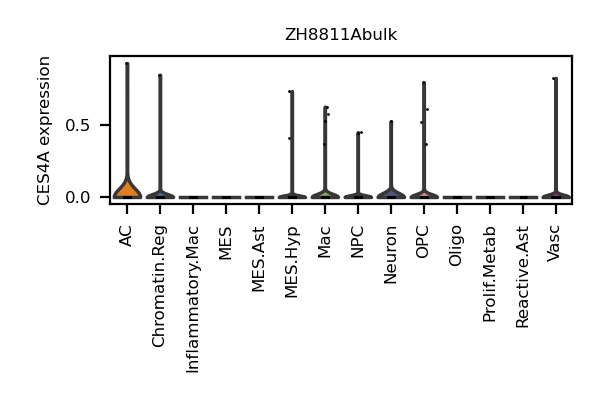 ZH8811Abulk
CES4A expression
0.5
0.0
AC
Chromatin.Reg
Inflammatory.Mac
MES
MES.Ast
MES.Hyp
Mac
NPC
Neuron
OPC
Oligo
Prolif.Metab
Reactive.Ast
Vasc